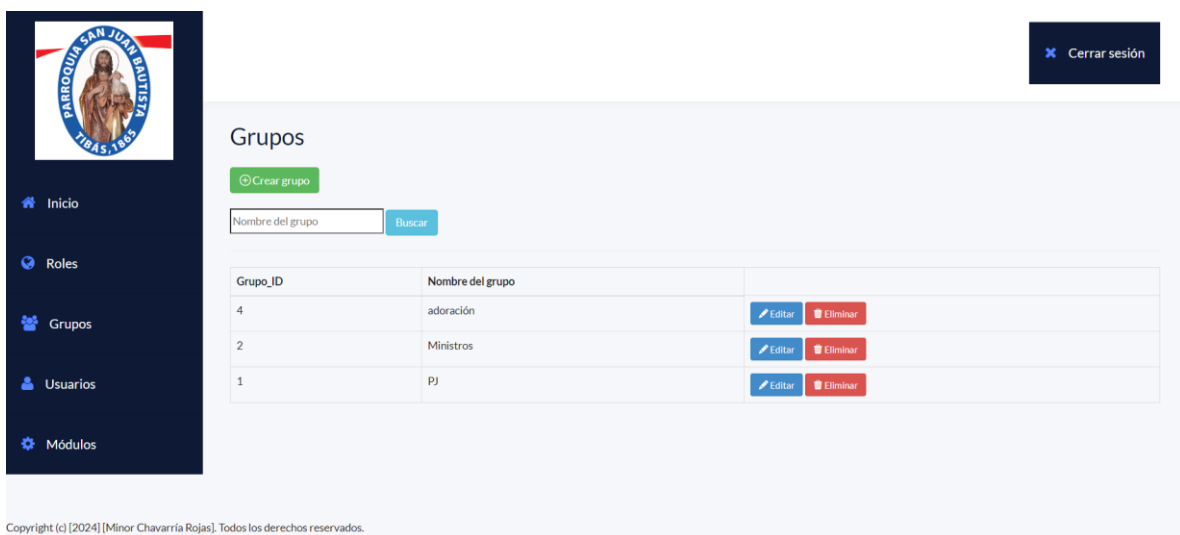 PARROQUIA SAN JUAN BAUTISTA
TIBÁS, 1865
Cerrar sesión
Inicio
Roles
Grupos
Usuarios
Módulos
Grupos
Crear grupo
Nombre del grupo Buscar
Grupo_ID Nombre del grupo
4 adoración Editar Eliminar
2 Ministros Editar Eliminar
1 PJ Editar Eliminar
Copyright (c) [2024] [Minor Chavarría Rojas]. Todos los derechos reservados.